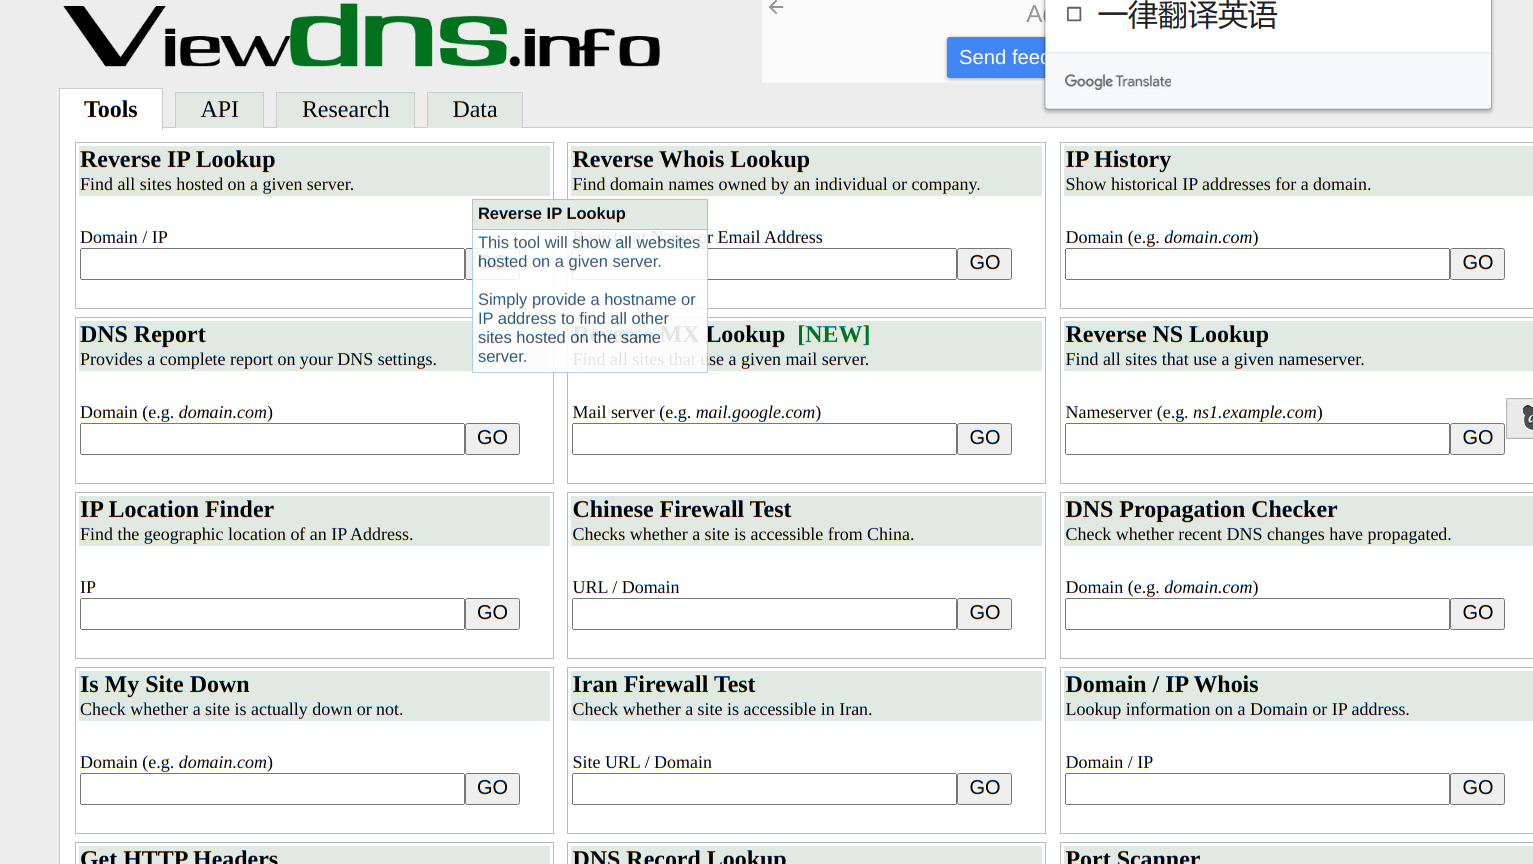 Viewdns.info
Send feed
一律翻译英语
Google Translate
Tools
API
Research
Data
Reverse IP Lookup
Find all sites hosted on a given server.
Domain / IP
Reverse Whois Lookup
Find domain names owned by an individual or company.
or Email Address
GO
IP History
Show historical IP addresses for a domain.
Domain (e.g. domain.com)
GO
Reverse IP Lookup
This tool will show all websites
hosted on a given server.
Simply provide a hostname or
IP address to find all other
sites hosted on the same
server.
DNS Report
Provides a complete report on your DNS settings.
Domain (e.g. domain.com)
GO
Reverse MX Lookup [NEW]
Find all sites that use a given mail server.
Mail server (e.g. mail.google.com)
GO
Reverse NS Lookup
Find all sites that use a given nameserver.
Nameserver (e.g. ns1.example.com)
GO
IP Location Finder
Find the geographic location of an IP Address.
IP
GO
Chinese Firewall Test
Checks whether a site is accessible from China.
URL / Domain
GO
DNS Propagation Checker
Check whether recent DNS changes have propagated.
Domain (e.g. domain.com)
GO
Is My Site Down
Check whether a site is actually down or not.
Domain (e.g. domain.com)
GO
Iran Firewall Test
Check whether a site is accessible in Iran.
Site URL / Domain
GO
Domain / IP Whois
Lookup information on a Domain or IP address.
Domain / IP
GO
Get HTTP Headers
DNS Record Lookup
Port Scanner